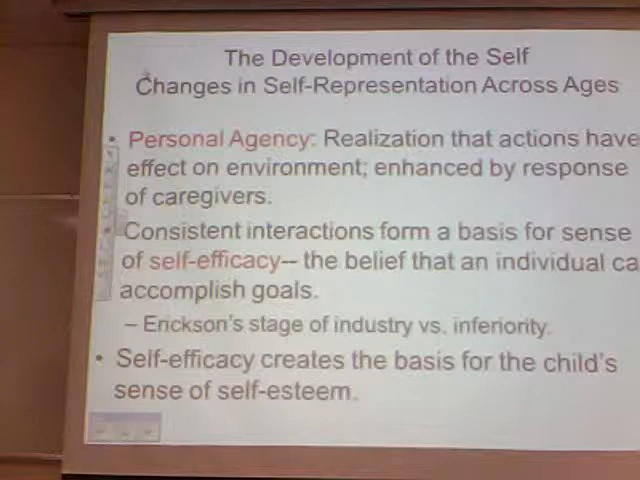 The Development of the Self
Changes in Self-Representation Across Ages
• Personal Agency: Realization that actions have
effect on environment; enhanced by response
of caregivers.
Consistent interactions form a basis for sense
of self-efficacy-- the belief that an individual ca
accomplish goals.
– Erickson's stage of industry vs. inferiority.
• Self-efficacy creates the basis for the child's
sense of self-esteem.